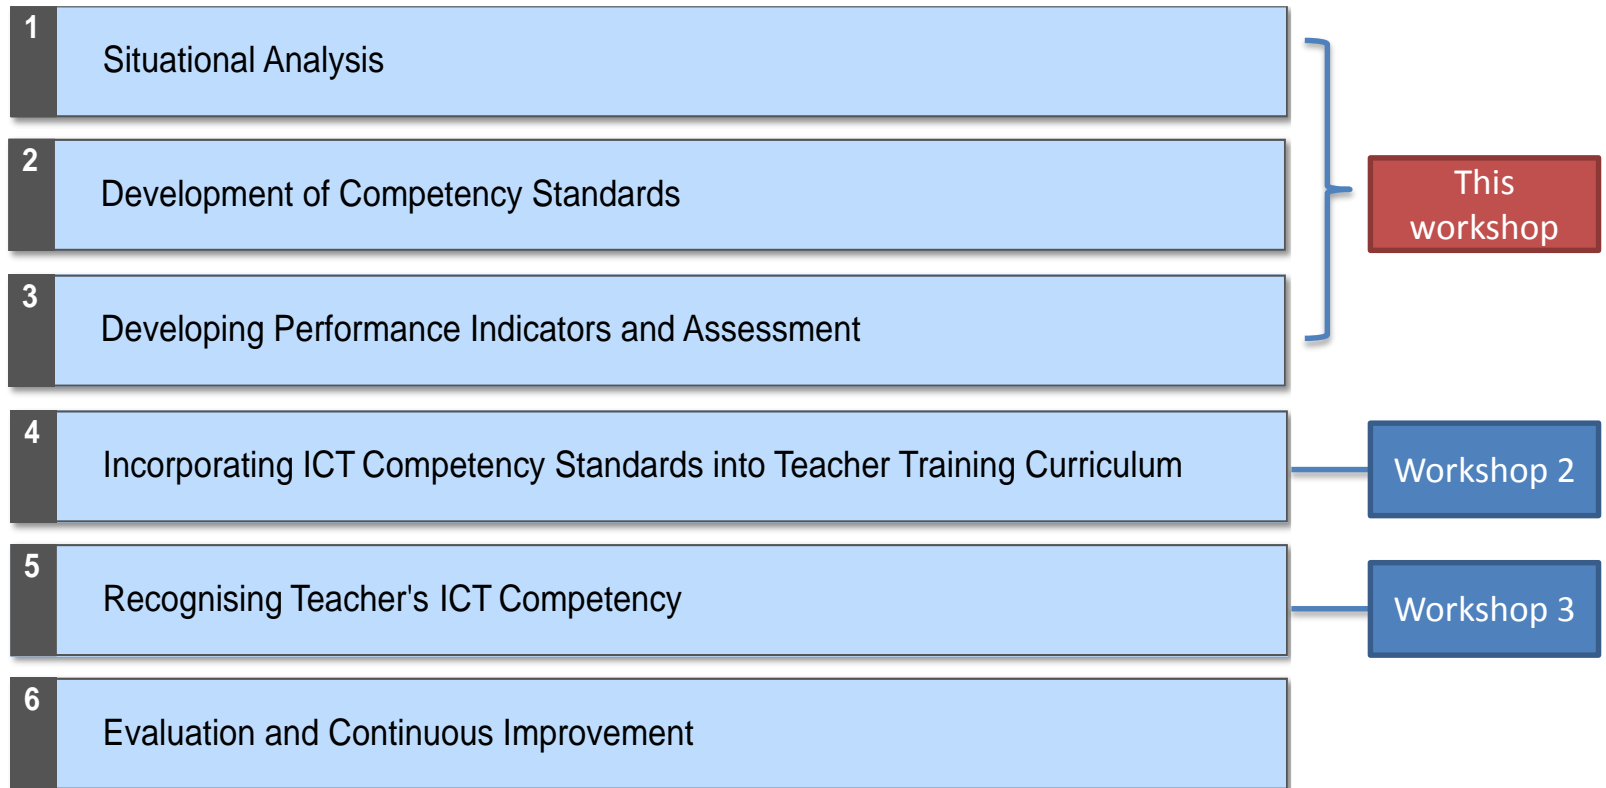 1
Situational Analysis
2
Development of Competency Standards
This
workshop
3
Developing Performance Indicators and Assessment
4
Incorporating ICT Competency Standards into Teacher Training Curriculum
Workshop 2
5
Recognising Teacher's ICT Competency
Workshop 3
6
Evaluation and Continuous Improvement